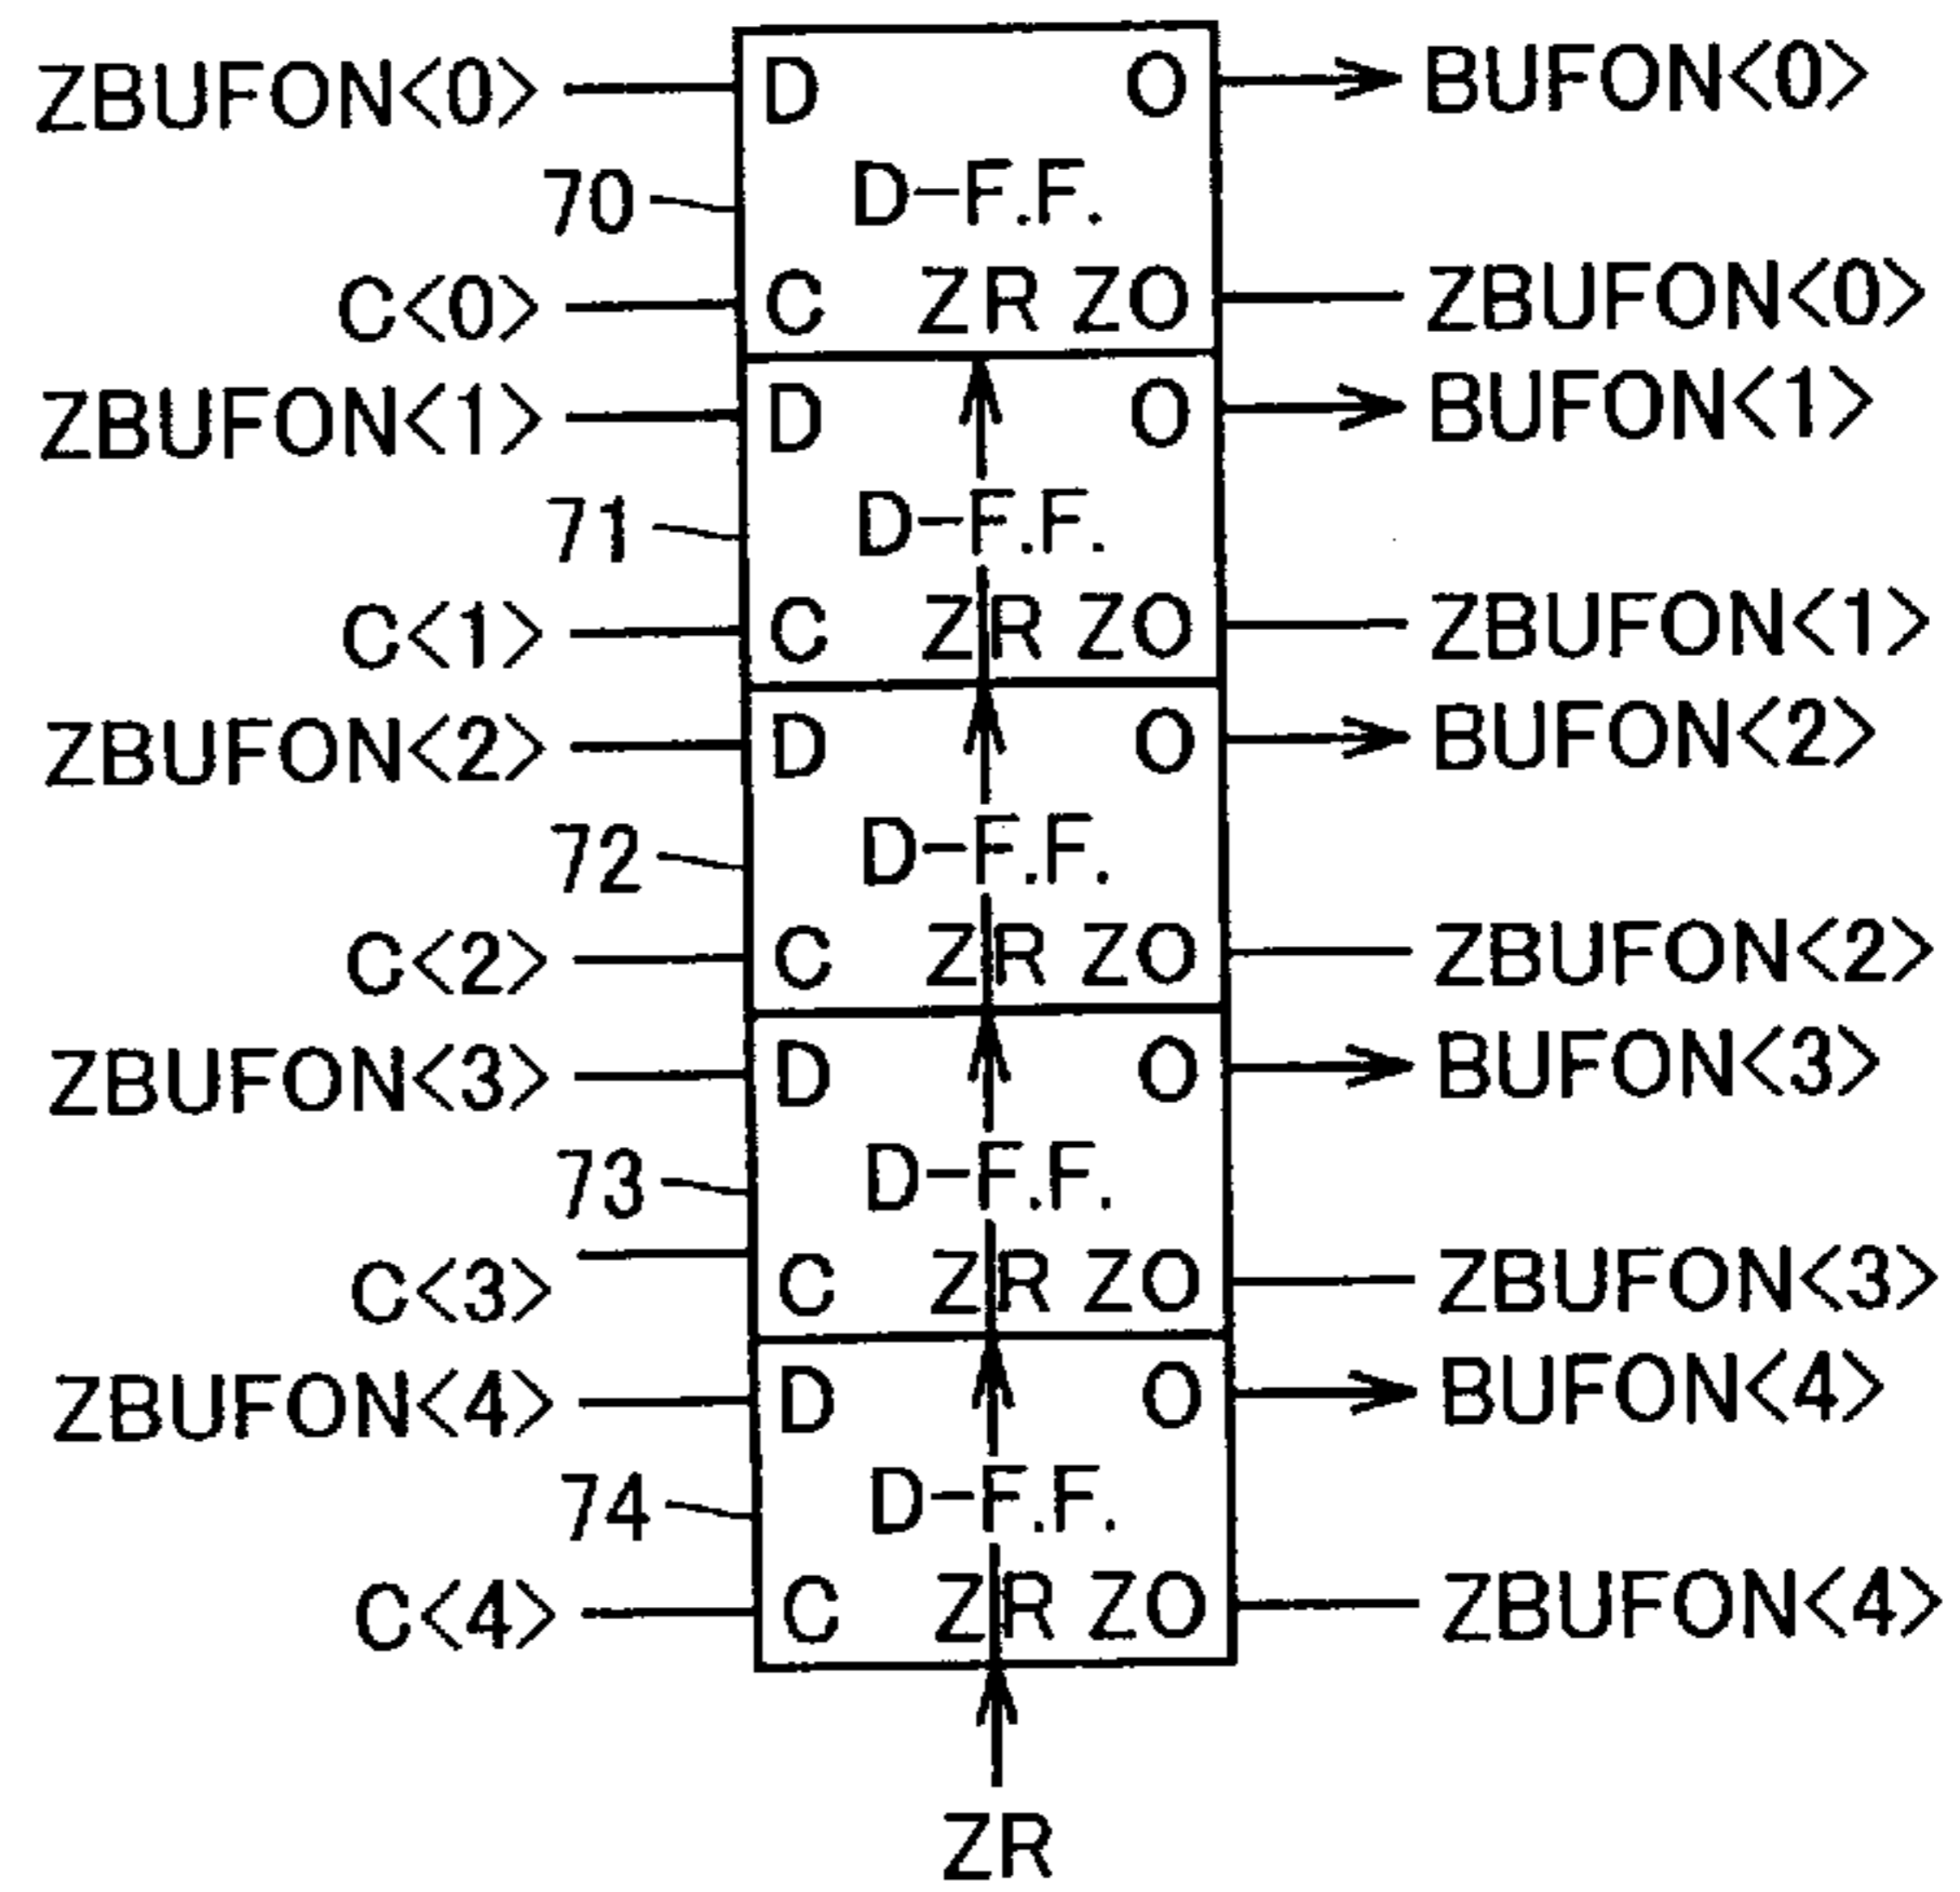 ZBUFON<0> D O BUFON<0>
70 D-F.F.
C<0> C ZR ZO ZBUFON<0>
ZBUFON<1> D O BUFON<1>
71 D-F.F.
C<1> C ZR ZO ZBUFON<1>
ZBUFON<2> D O BUFON<2>
72 D-F.F.
C<2> C ZR ZO ZBUFON<2>
ZBUFON<3> D O BUFON<3>
73 D-F.F.
C<3> C ZR ZO ZBUFON<3>
ZBUFON<4> D O BUFON<4>
74 D-F.F.
C<4> C ZR ZO ZBUFON<4>
ZR